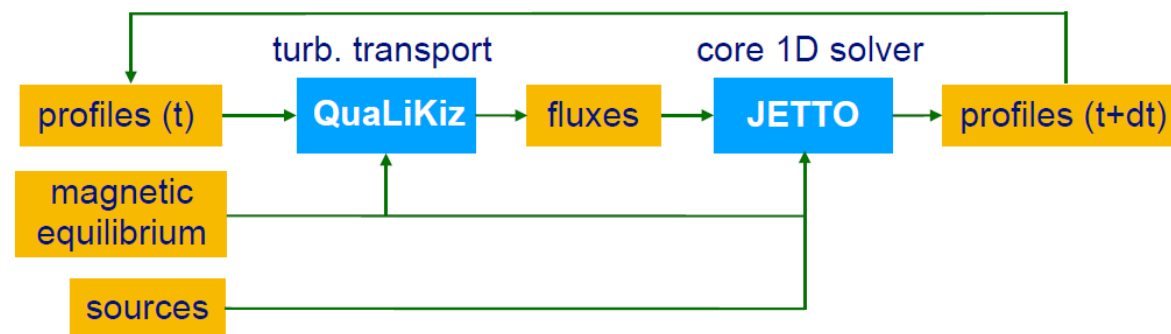 turb. transport
core 1D solver
profiles (t)
QuaLiKiz
fluxes
JETTO
profiles (t+dt)
magnetic
equilibrium
sources